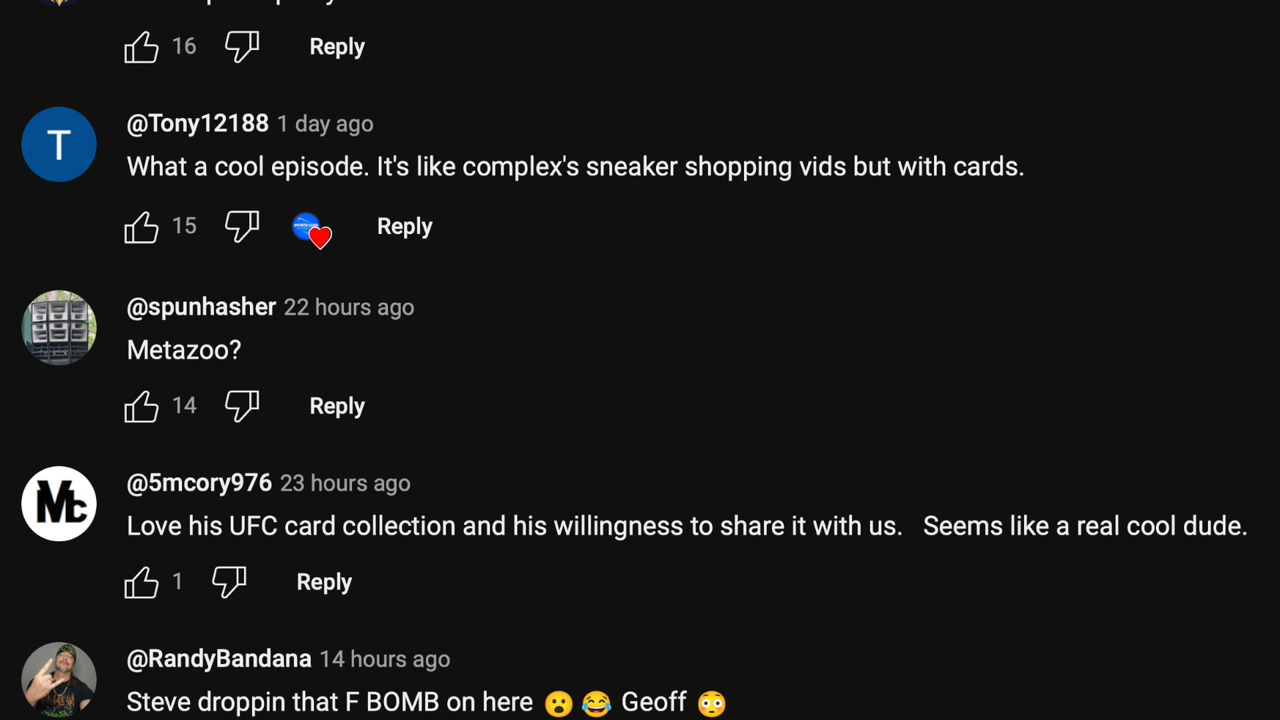 16 Reply
T
@Tony12188 1 day ago
What a cool episode. It's like complex's sneaker shopping vids but with cards.
15 Reply
@spunhasher 22 hours ago
Metazoo?
14 Reply
Mc
@5mcory976 23 hours ago
Love his UFC card collection and his willingness to share it with us.   Seems like a real cool dude.
1 Reply
@RandyBandana 14 hours ago
Steve droppin that F BOMB on here 😮😂 Geoff 😳